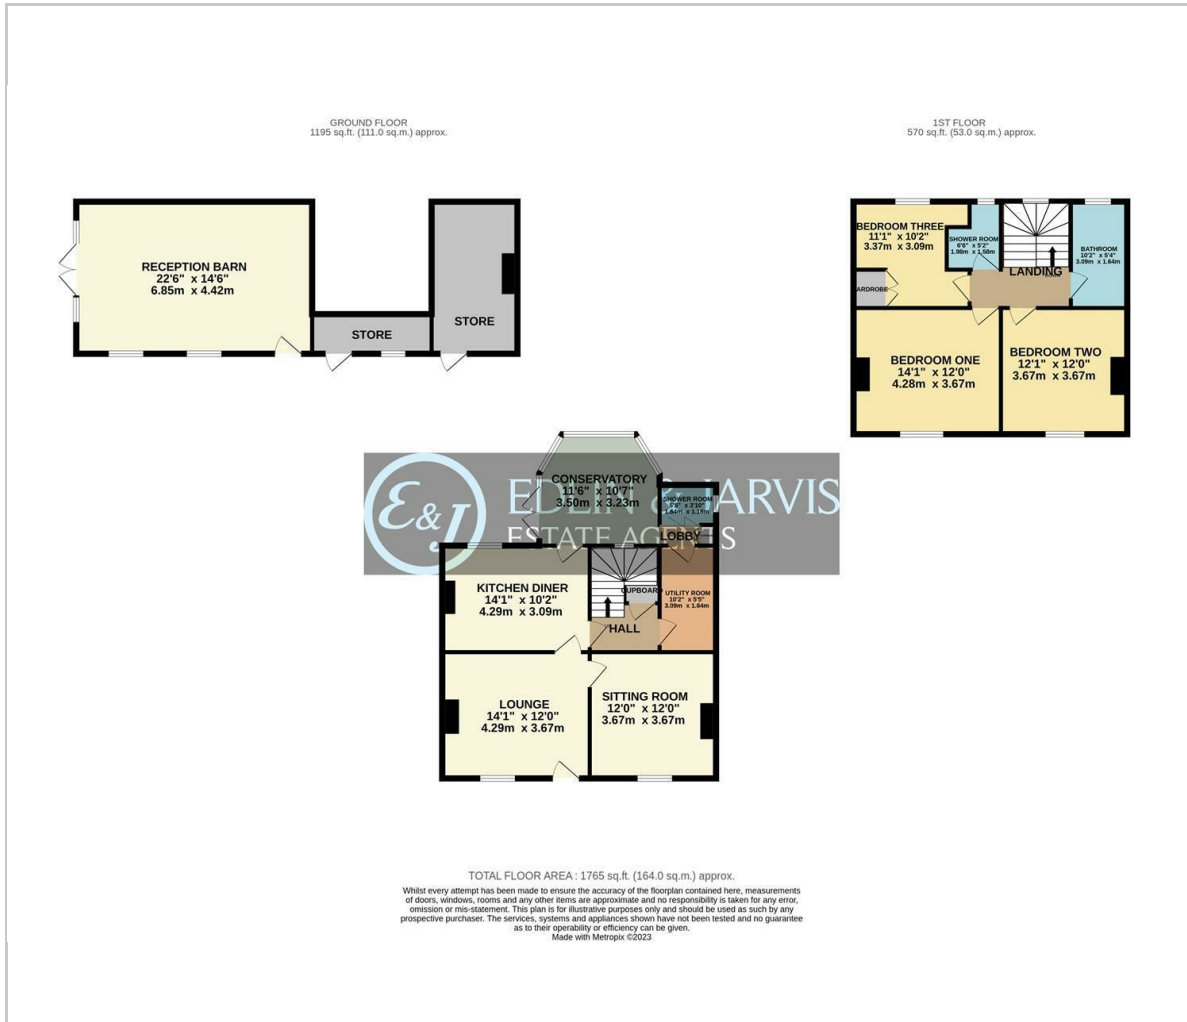 GROUND FLOOR
1195 sq.ft. (111.0 sq.m.) approx.
1ST FLOOR
570 sq.ft. (53.0 sq.m.) approx.
RECEPTION BARN
22'6" x 14'6"
6.85m x 4.42m
STORE
STORE
BEDROOM THREE
11'1" x 10'2"
3.37m x 3.09m
SHOWER ROOM
6'6" x 5'2"
1.98m x 1.58m
BATHROOM
10'2" x 5'4"
3.09m x 1.64m
LANDING
ARDROBE
BEDROOM ONE
14'1" x 12'0"
4.28m x 3.67m
BEDROOM TWO
12'1" x 12'0"
3.67m x 3.67m
E&J
EDLIN & JARVIS
ESTATE AGENTS
CONSERVATORY
11'6" x 10'7"
3.50m x 3.23m
SHOWER ROOM
LOBBY
KITCHEN DINER
14'1" x 10'2"
4.29m x 3.09m
CUPBOARD
HALL
UTILITY ROOM
10'2" x 5'5"
3.09m x 1.64m
LOUNGE
14'1" x 12'0"
4.29m x 3.67m
SITTING ROOM
12'0" x 12'0"
3.67m x 3.67m
TOTAL FLOOR AREA : 1765 sq.ft. (164.0 sq.m.) approx.
Whilst every attempt has been made to ensure the accuracy of the floorplan contained here, measurements
of doors, windows, rooms and any other items are approximate and no responsibility is taken for any error,
omission or mis-statement. This plan is for illustrative purposes only and should be used as such by any
prospective purchaser. The services, systems and appliances shown have not been tested and no guarantee
as to their operability or efficiency can be given.
Made with Metropix ©2023